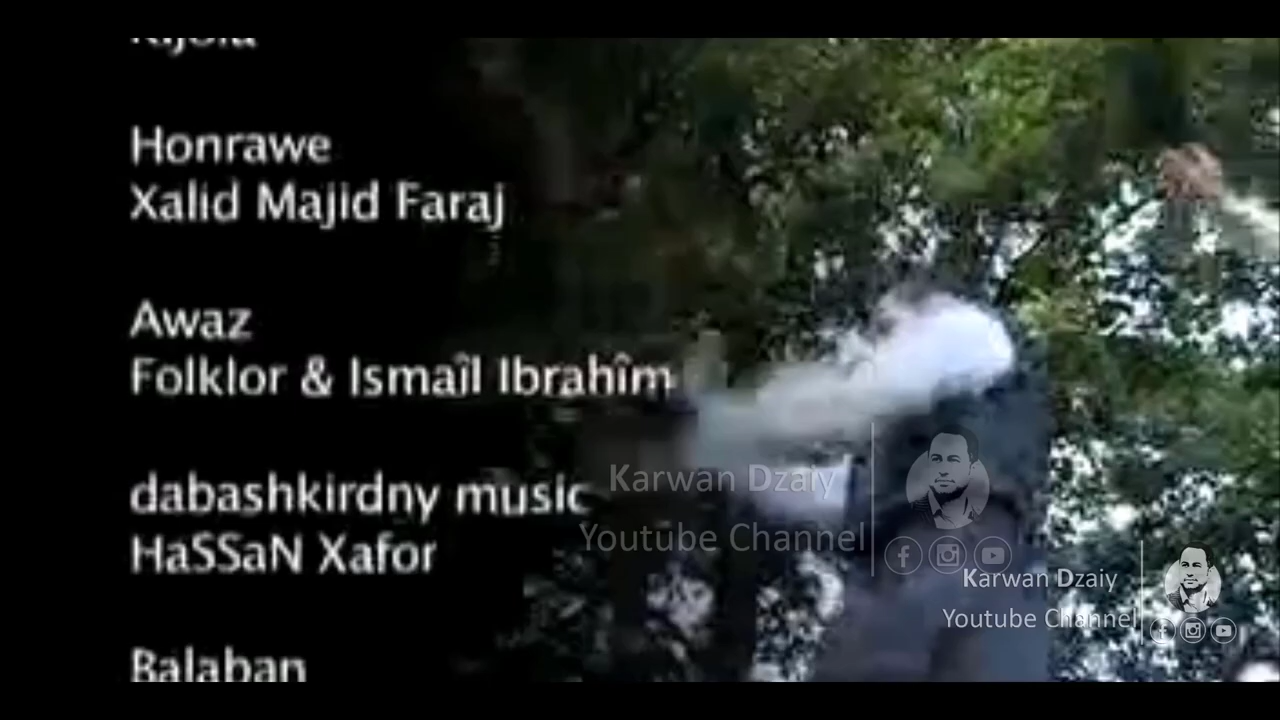 Honrawe
Xalid Majid Faraj
Awaz
Folklor & Ismaîl Ibrahîm
dabashkirdny music
HaSSaN Xafor
Balaban
Karwan Dzaiy
Youtube Channel
Karwan Dzaiy
Youtube Channel